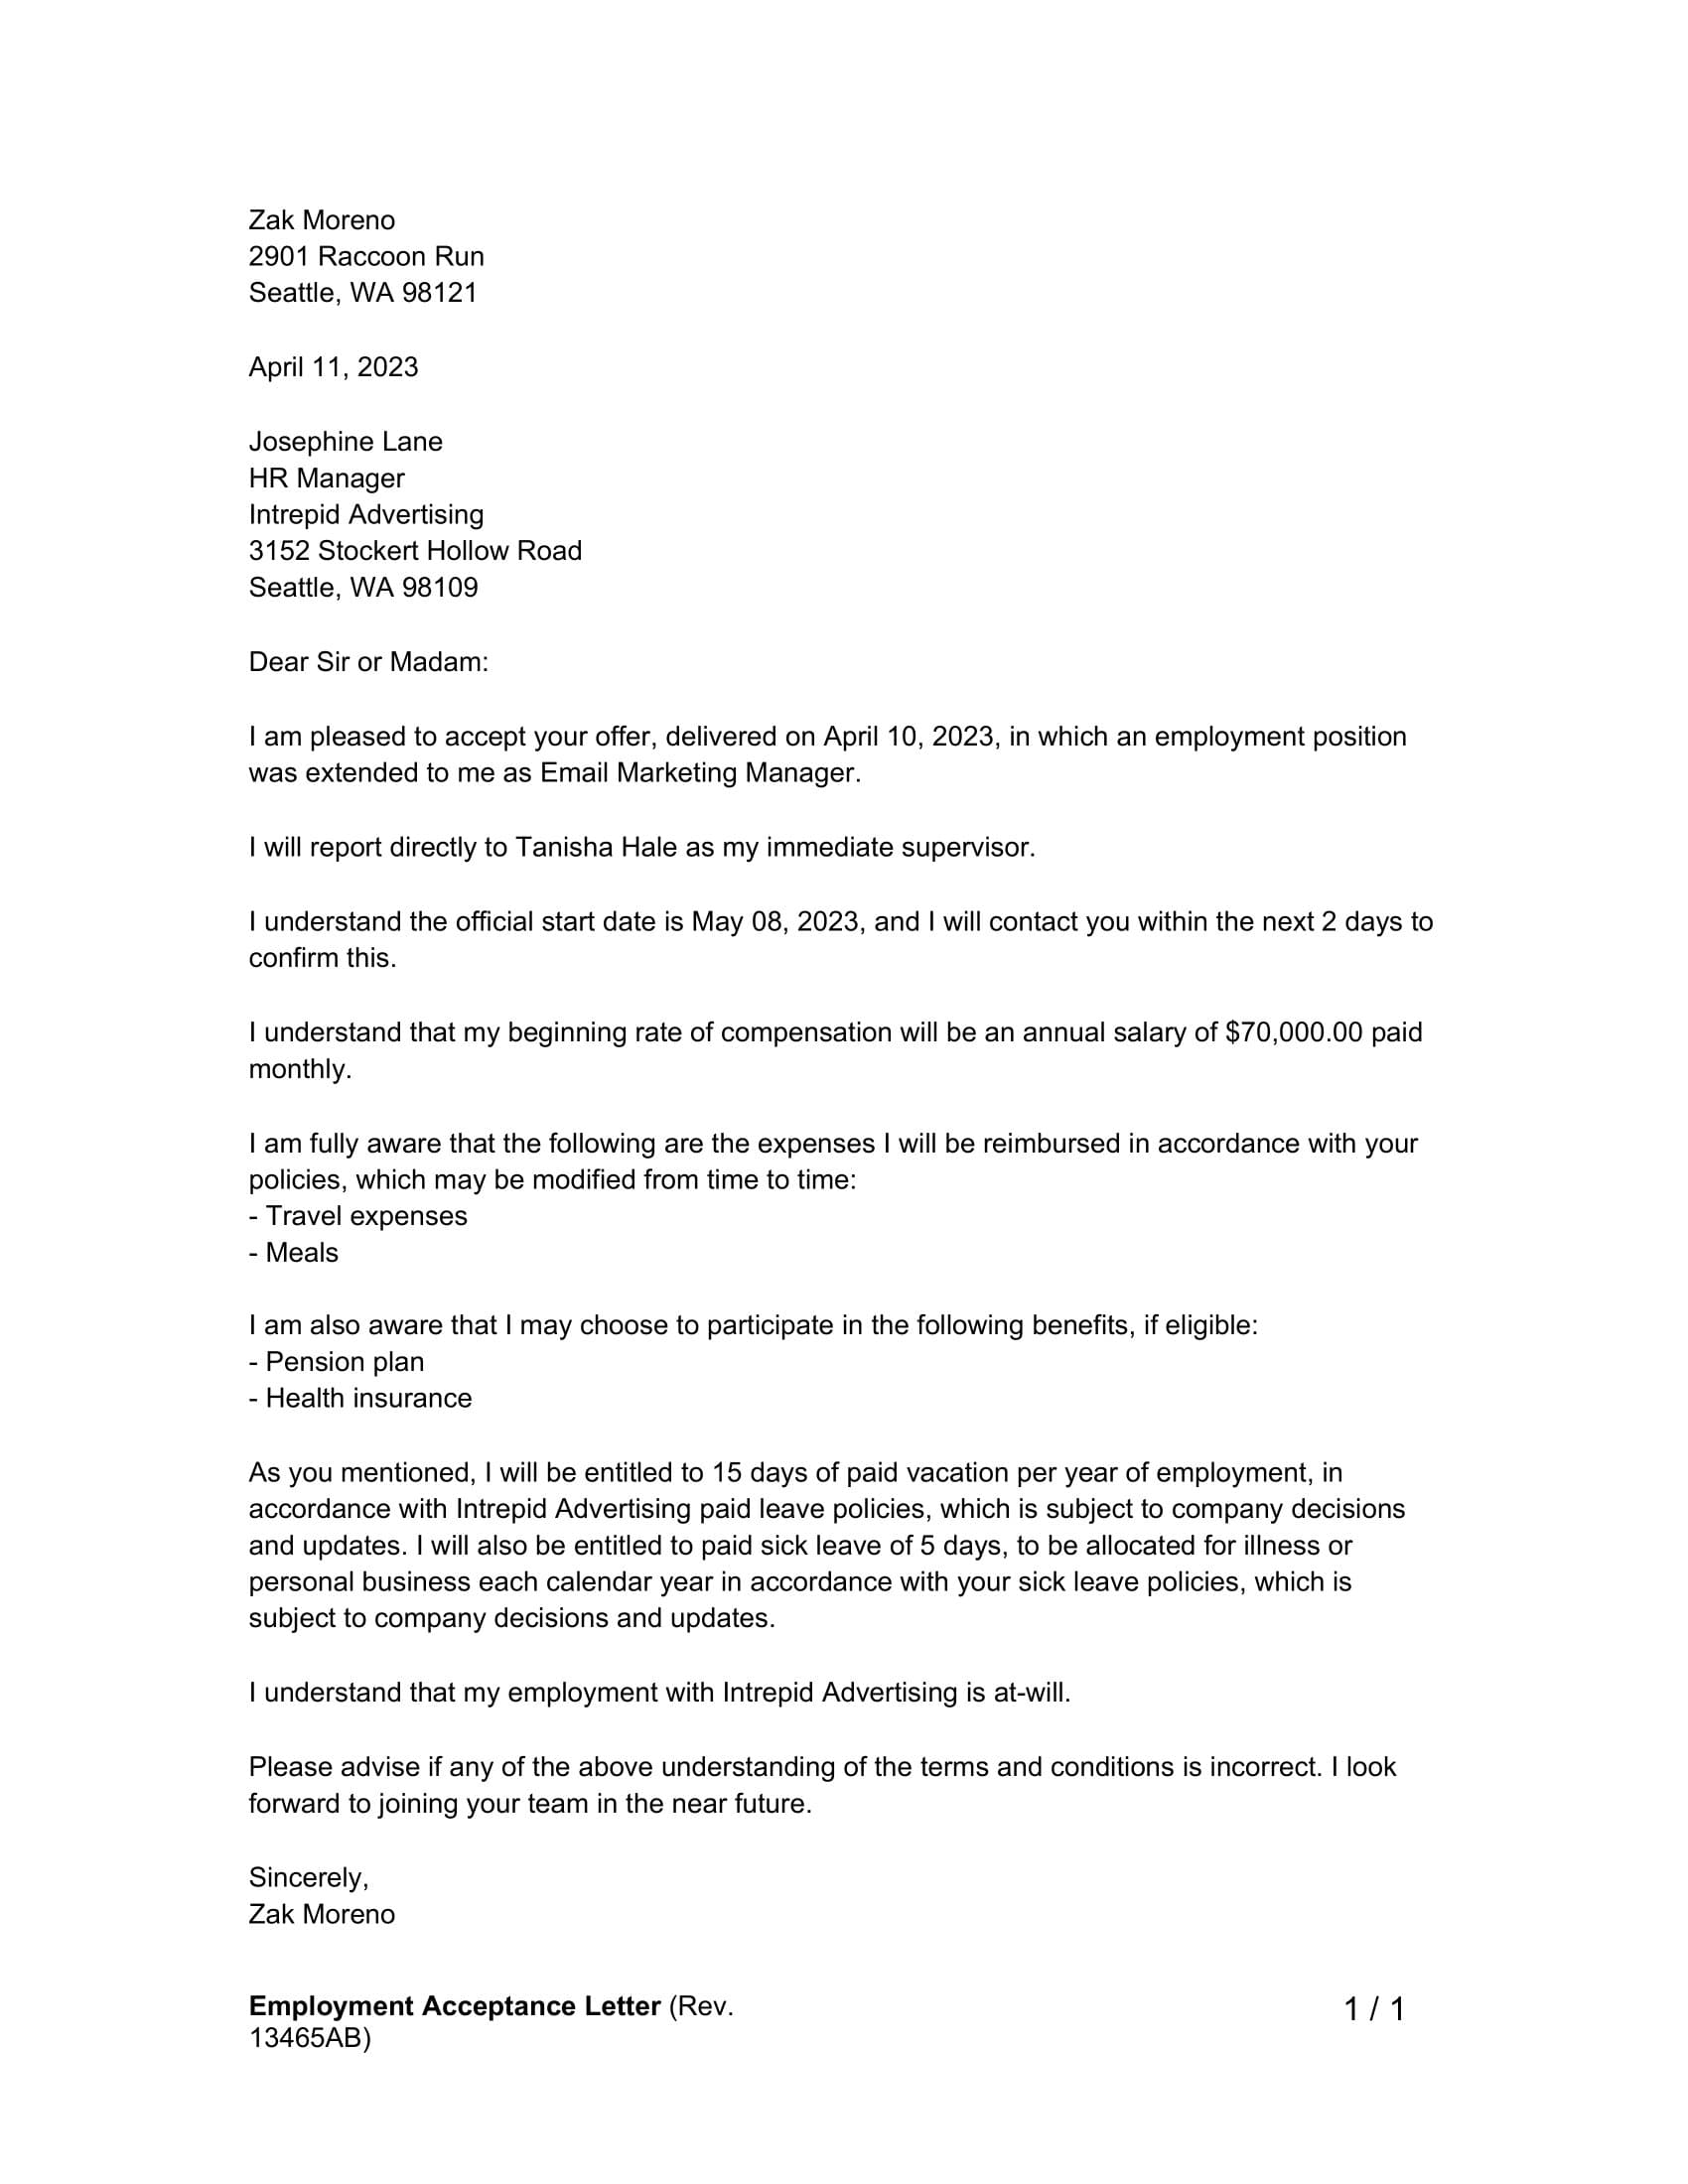 Zak Moreno
2901 Raccoon Run
Seattle, WA 98121
April 11, 2023
Josephine Lane
HR Manager
Intrepid Advertising
3152 Stockert Hollow Road
Seattle, WA 98109
Dear Sir or Madam:
I am pleased to accept your offer, delivered on April 10, 2023, in which an employment position
was extended to me as Email Marketing Manager.
I will report directly to Tanisha Hale as my immediate supervisor.
I understand the official start date is May 08, 2023, and I will contact you within the next 2 days to
confirm this.
I understand that my beginning rate of compensation will be an annual salary of $70,000.00 paid
monthly.
I am fully aware that the following are the expenses I will be reimbursed in accordance with your
policies, which may be modified from time to time:
- Travel expenses
- Meals
I am also aware that I may choose to participate in the following benefits, if eligible:
- Pension plan
- Health insurance
As you mentioned, I will be entitled to 15 days of paid vacation per year of employment, in
accordance with Intrepid Advertising paid leave policies, which is subject to company decisions
and updates. I will also be entitled to paid sick leave of 5 days, to be allocated for illness or
personal business each calendar year in accordance with your sick leave policies, which is
subject to company decisions and updates.
I understand that my employment with Intrepid Advertising is at-will.
Please advise if any of the above understanding of the terms and conditions is incorrect. I look
forward to joining your team in the near future.
Sincerely,
Zak Moreno
Employment Acceptance Letter (Rev.
13465AB)
1 / 1